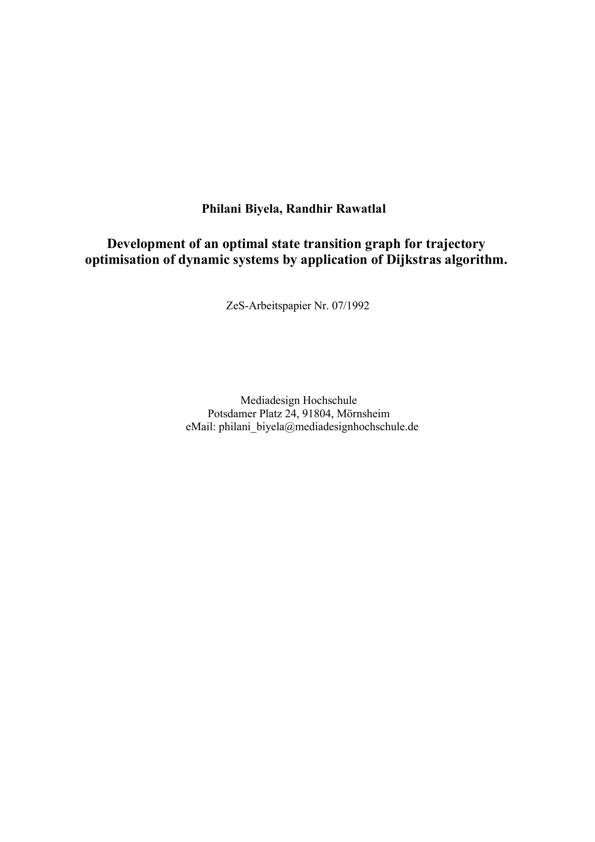 Philani Biyela, Randhir Rawatlal
Development of an optimal state transition graph for trajectory
optimisation of dynamic systems by application of Dijkstras algorithm.
ZeS-Arbeitspapier Nr. 07/1992
Mediadesign Hochschule
Potsdamer Platz 24, 91804, Mörnsheim
eMail: philani_biyela@mediadesignhochschule.de